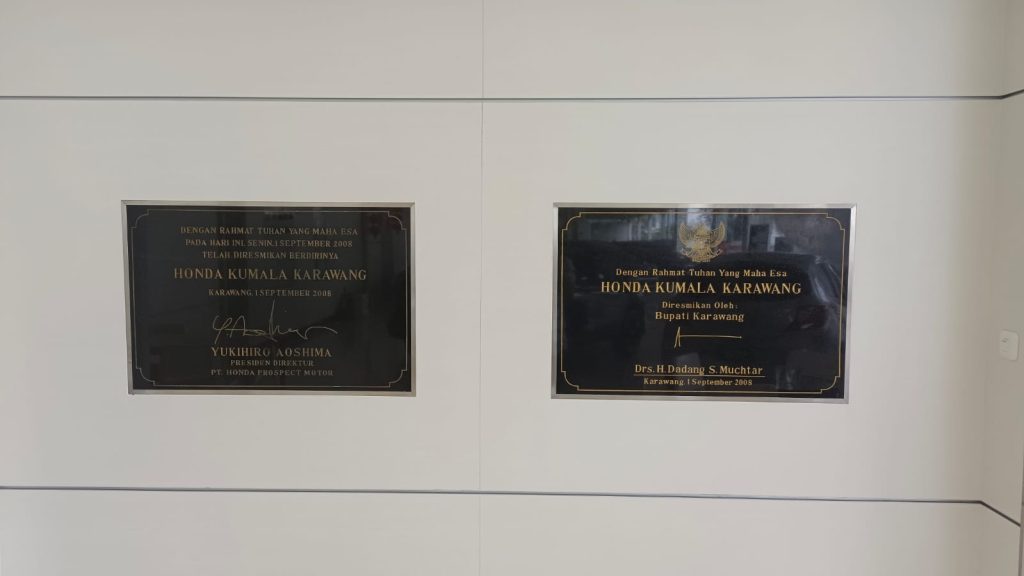 DENGAN RAHMAT TUHAN YANG MAHA ESA
PADA HARI INI, SENIN,1 SEPTEMBER 2008
TELAH DIRESMIKAN BERDIRINYA
HONDA KUMALA KARAWANG
KARAWANG, 1 SEPTEMBER 2008
Y.Aoshima
YUKIHIRO AOSHIMA
PRESIDEN DIREKTUR
PT. HONDA PROSPECT MOTOR
Dengan Rahmat Tuhan Yang Maha Esa
HONDA KUMALA KARAWANG
Diresmikan Oleh :
Bupati Karawang
Drs. H. Dadang S. Muchtar
Karawang, 1 September 2008